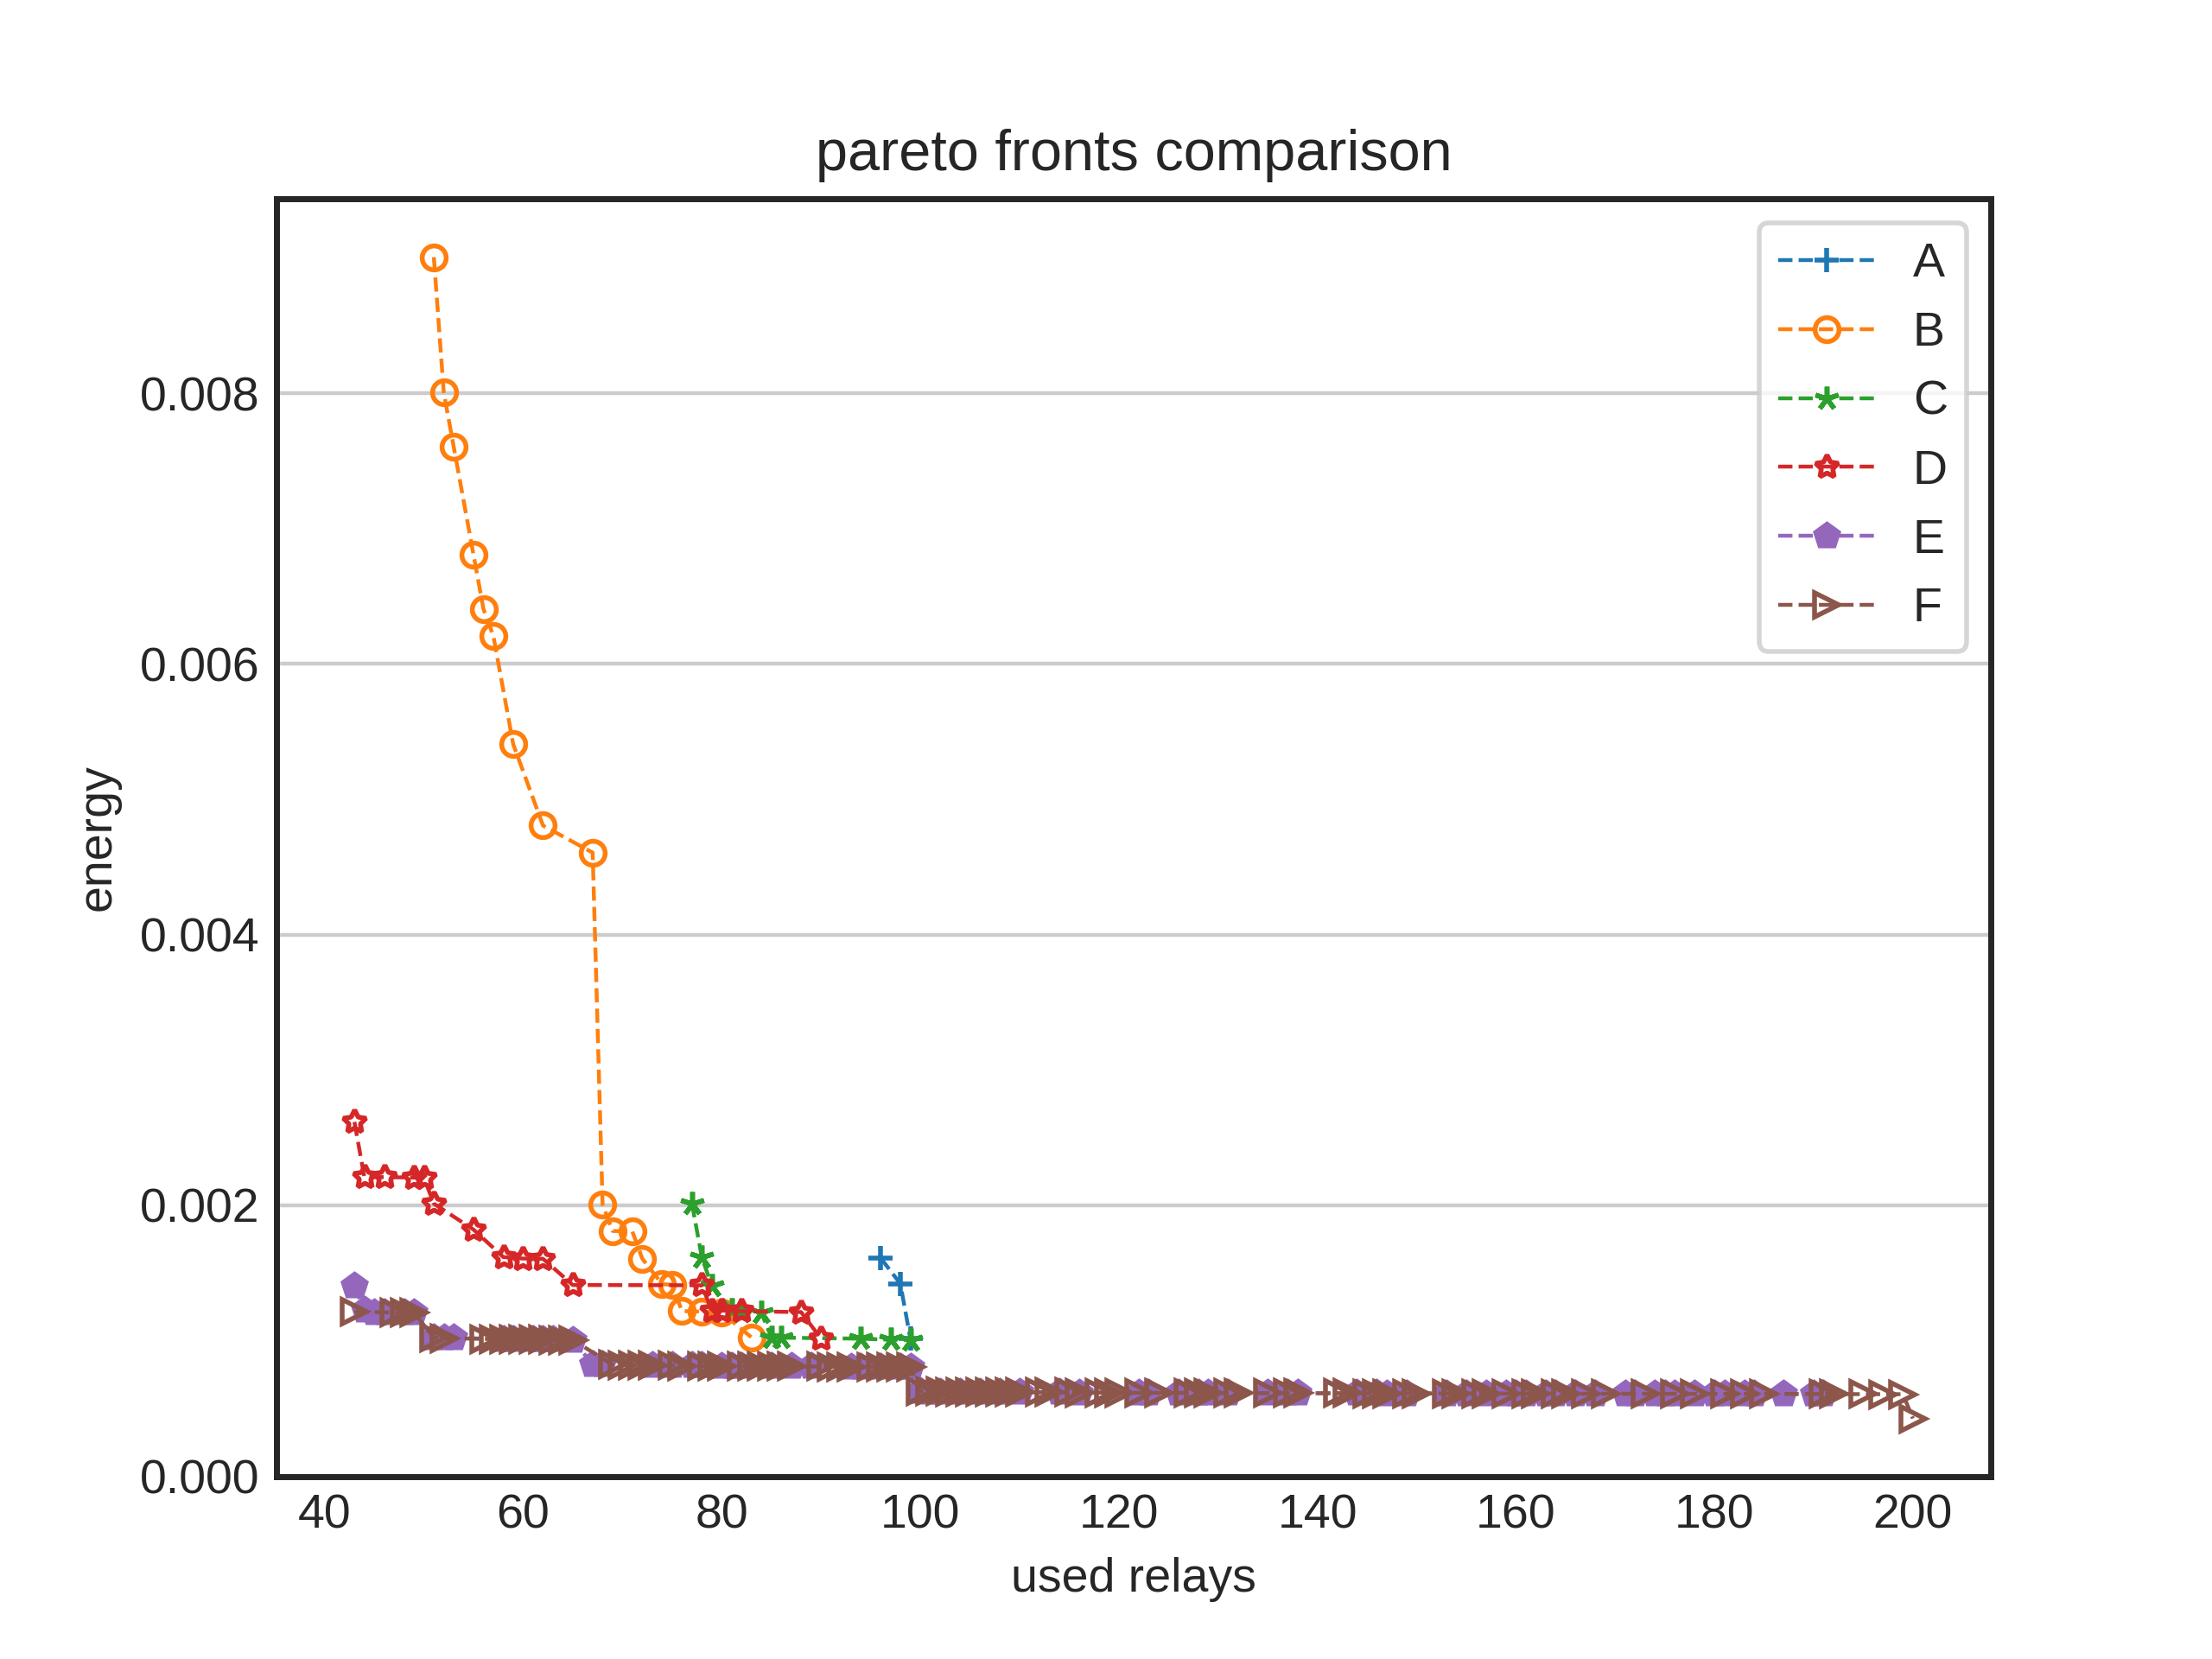 pareto fronts comparison
A
B
C
D
E
F
energy
0.008
0.006
0.004
0.002
0.000
40 60 80 100 120 140 160 180 200
used relays